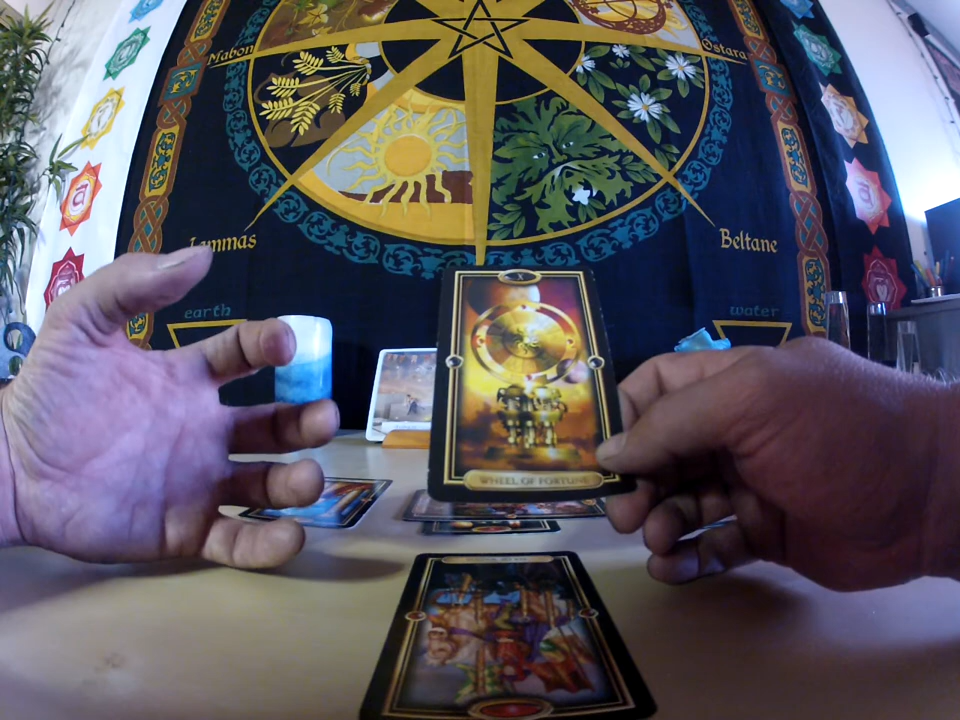 Mabon
Ostara
Lammas
Beltane
earth
water
X
WHEEL OF FORTUNE